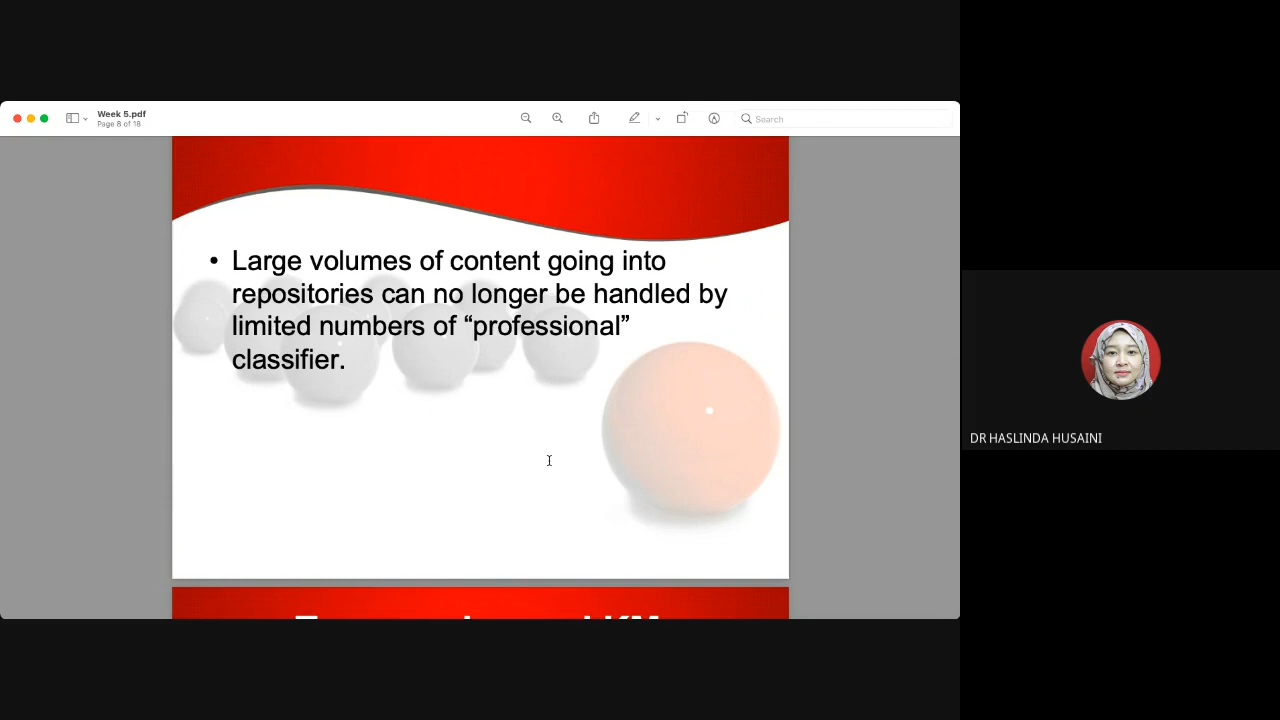 Week 5.pdf
Page 8 of 18
Search
• Large volumes of content going into
repositories can no longer be handled by
limited numbers of “professional”
classifier.
DR HASLINDA HUSAINI